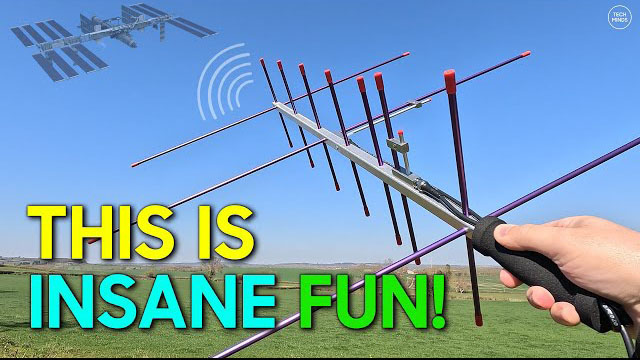 TECH
MINDS
THIS IS
INSANE FUN!